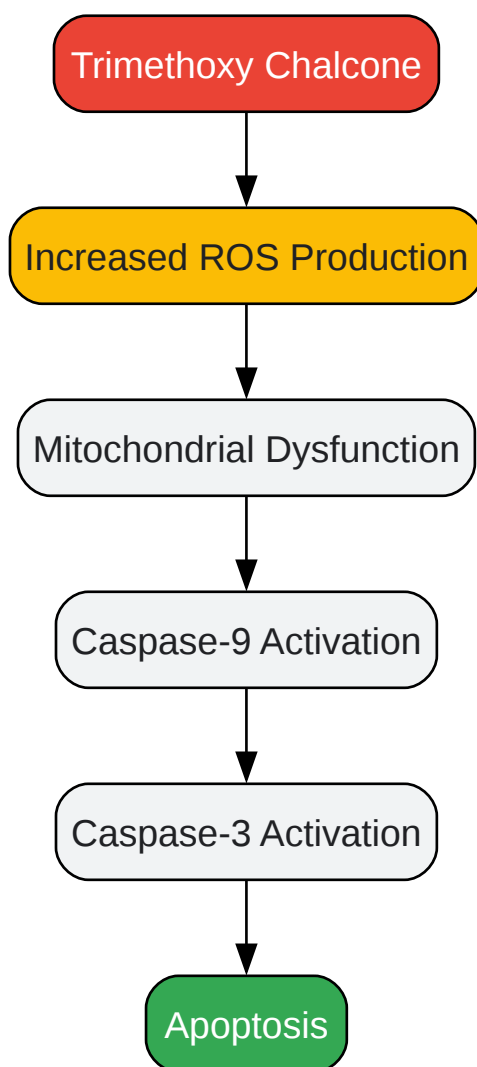 Trimethoxy Chalcone
Increased ROS Production
Mitochondrial Dysfunction
Caspase-9 Activation
Caspase-3 Activation
Apoptosis